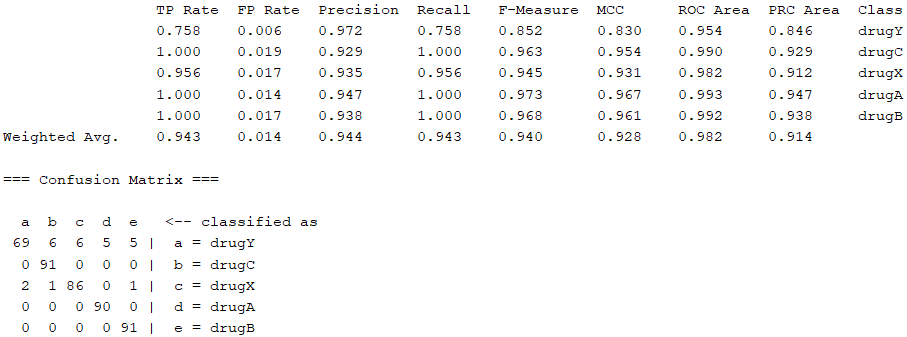 TP Rate  FP Rate  Precision  Recall   F-Measure  MCC      ROC Area  PRC Area  Class
0.758    0.006    0.972      0.758    0.852      0.830    0.954     0.846     drugY
1.000    0.019    0.929      1.000    0.963      0.954    0.990     0.929     drugC
0.956    0.017    0.935      0.956    0.945      0.931    0.982     0.912     drugX
1.000    0.014    0.947      1.000    0.973      0.967    0.993     0.947     drugA
1.000    0.017    0.938      1.000    0.968      0.961    0.992     0.938     drugB
Weighted Avg.    0.943    0.014    0.944      0.943    0.940      0.928    0.982     0.914
=== Confusion Matrix ===
a  b  c  d  e   <-- classified as
69  6  6  5  5 |  a = drugY
0 91  0  0  0 |  b = drugC
2  1 86  0  1 |  c = drugX
0  0  0 90  0 |  d = drugA
0  0  0  0 91 |  e = drugB